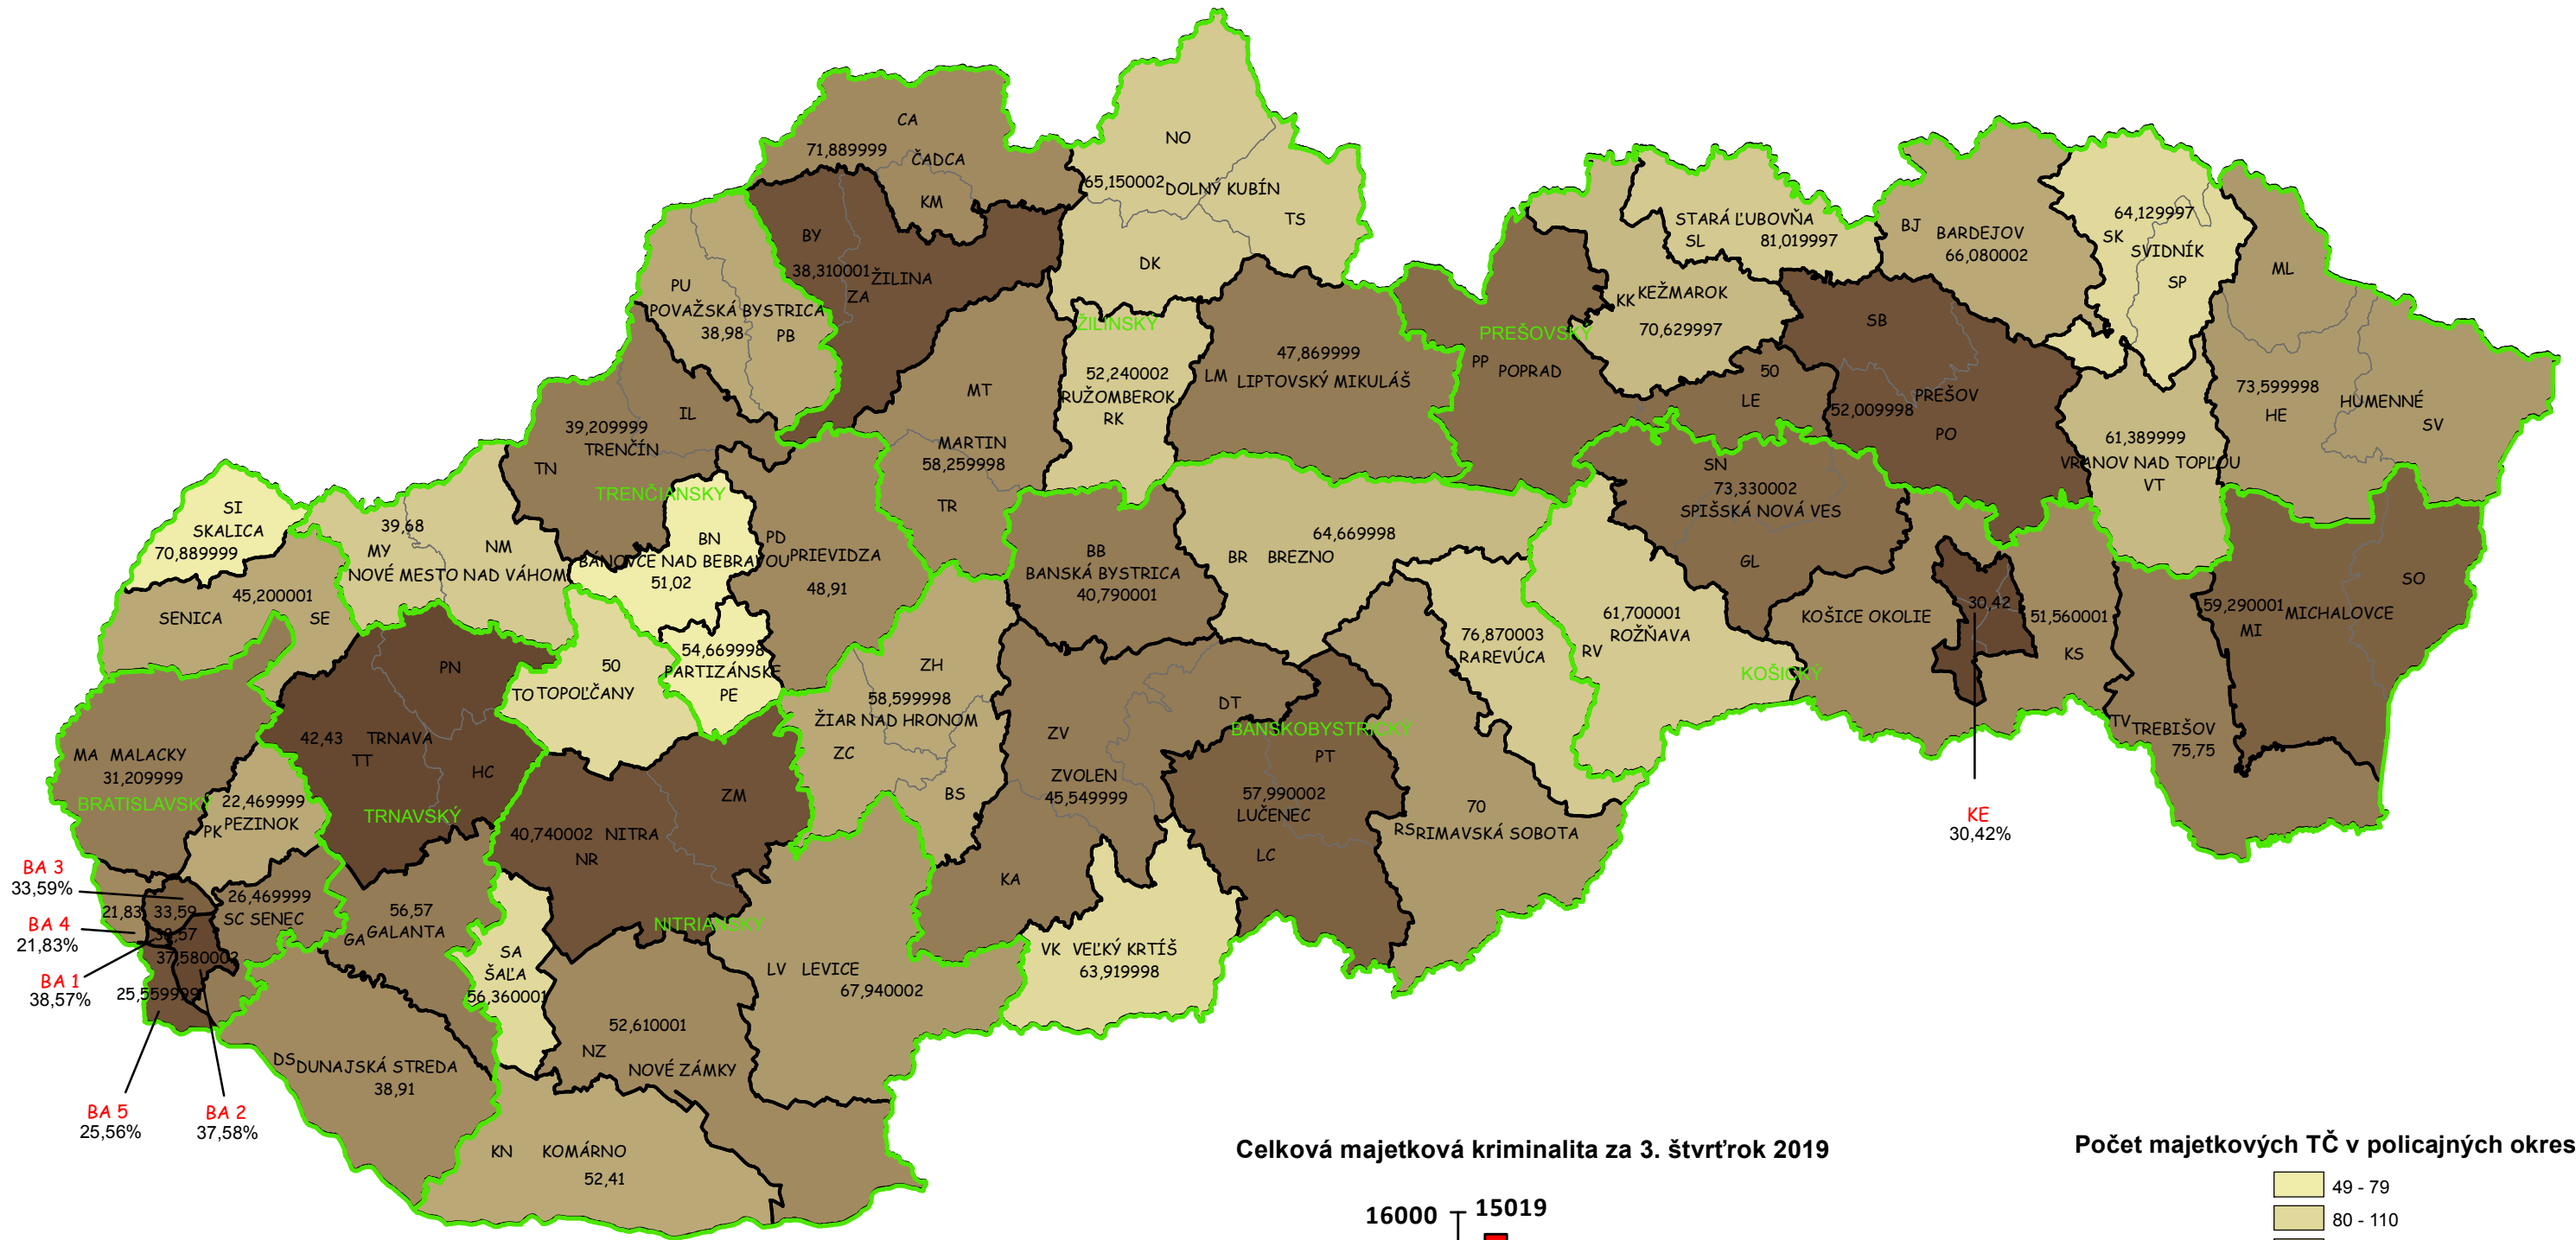 CA
71,889999
ČADCA
KM
NO
65,150002 DOLNÝ KUBÍN
TS
DK
BY
38,310001 ŽILINA
ZA
PU
POVAŽSKÁ BYSTRICA
38,98
PB
ŽILINSKÝ
52,240002
RUŽOMBEROK
RK
47,869999
LM LIPTOVSKÝ MIKULÁŠ
MT
MARTIN
58,259998
TR
PREŠOVSKÝ
PP POPRAD
50
LE
STARÁ ĽUBOVŇA
SL 81,019997
KK KEŽMAROK
70,629997
BJ BARDEJOV
66,080002
64,129997
SK
SVIDNÍK
SP
ML
73,599998
HUMENNÉ
HE
SV
SB
PREŠOV
52,009998
PO
61,389999
VRANOV NAD TOPĽOU
VT
IL
39,209999
TRENČÍN
TN
TRENČIANSKY
SI
SKALICA
70,889999
45,200001
SENICA SE
39,68
MY NM
NOVÉ MESTO NAD VÁHOM
BN
BÁNOVCE NAD BEBRAVOU
51,02
PD
PRIEVIDZA
48,91
54,669998
PARTIZÁNSKE
PE
50
TO TOPOĽČANY
BB
BANSKÁ BYSTRICA
40,790001
64,669998
BR BREZNO
SN
73,330002
SPIŠSKÁ NOVÁ VES
GL
76,870003
RAREVÚCA
61,700001
ROŽŇAVA
RV
KOŠICKÝ
KOŠICE OKOLIE
30,42
51,560001
KS
SO
59,290001 MICHALOVCE
MI
TV TREBIŠOV
75,75
KE
30,42%
PN
42,43 TRNAVA
TT
HC
TRNAVSKÝ
MA MALACKY
31,209999
BRATISLAVSKÝ
22,469999
PK PEZINOK
26,469999
SC SENEC
ZH
58,599998
ŽIAR NAD HRONOM
ZC
BS
DT
ZV
BANSKOBYSTRICKÝ
PT
ZVOLEN
45,549999
KA
57,990002
LUČENEC
LC
70
RS RIMAVSKÁ SOBOTA
ZM
40,740002 NITRA
NR
NITRIANSKY
BA 3
33,59%
BA 4
21,83%
BA 1
38,57%
21,83
33,59
37,580002
25,559999
BA 5
25,56%
BA 2
37,58%
56,57
GA GALANTA
SA
ŠAĽA
56,360001
DS DUNAJSKÁ STREDA
38,91
LV LEVICE
67,940002
VK VEĽKÝ KRTÍŠ
63,919998
52,610001
NZ
NOVÉ ZÁMKY
KN KOMÁRNO
52,41
Celková majetková kriminalita za 3. štvrťrok 2019
16000
15019
Počet majetkových TČ v policajných okres
49 - 79
80 - 110